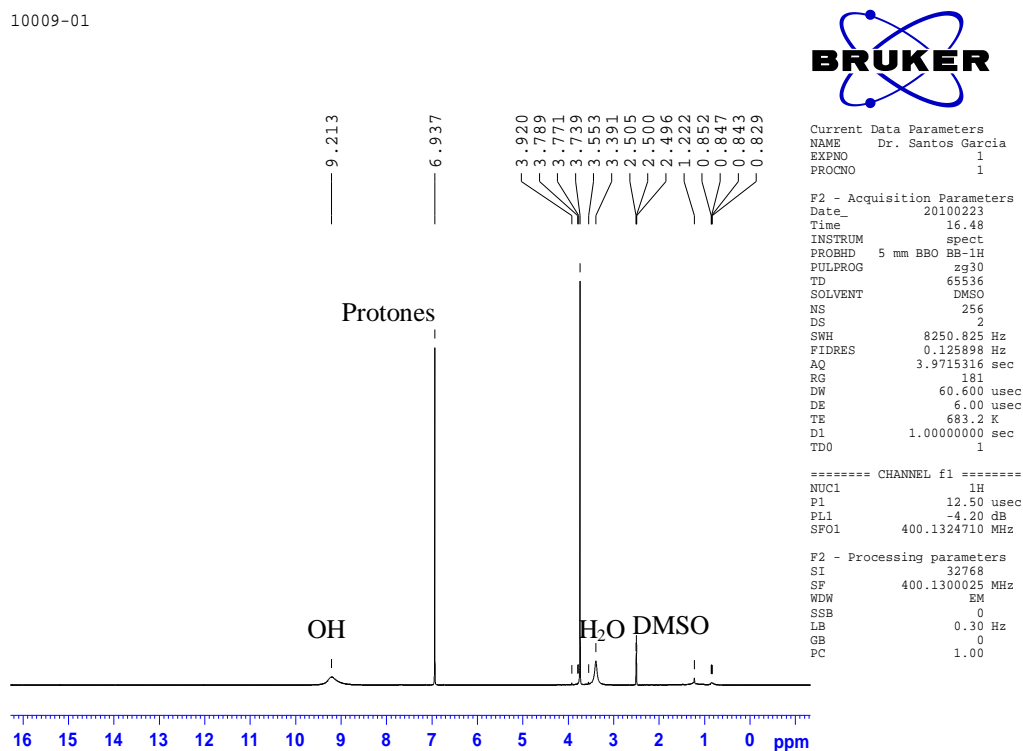 10009-01
BRUKER
9.213
6.937
3.920
3.789
3.771
3.739
3.553
3.391
2.505
2.500
2.496
1.222
0.852
0.847
0.843
0.829
Current Data Parameters
NAME Dr. Santos Garcia
EXPNO 1
PROCNO 1
F2 - Acquisition Parameters
Date_ 20100223
Time 16.48
INSTRUM spect
PROBHD 5 mm BBO BB-1H
PULPROG zg30
TD 65536
SOLVENT DMSO
NS 256
DS 2
SWH 8250.825 Hz
FIDRES 0.125898 Hz
AQ 3.9715316 sec
RG 181
DW 60.600 usec
DE 6.00 usec
TE 683.2 K
D1 1.00000000 sec
TD0 1
======== CHANNEL f1 ========
NUC1 1H
P1 12.50 usec
PL1 -4.20 dB
SFO1 400.1324710 MHz
F2 - Processing parameters
SI 32768
SF 400.1300025 MHz
WDW EM
SSB 0
LB 0.30 Hz
GB 0
PC 1.00
Protones
OH H₂O DMSO
16 15 14 13 12 11 10 9 8 7 6 5 4 3 2 1 0 ppm